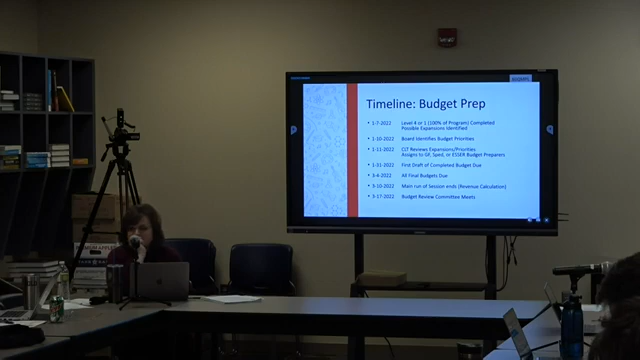 Timeline: Budget Prep
• 1-7-2022 Level 4 or 1 (100% of Program) Completed
Possible Expansions Identified
• 1-10-2022 Board Identifies Budget Priorities
• 1-11-2022 CLT Reviews Expansions/Priorities
Assigns to GF, Sped, or ESSER Budget Preparers
• 1-31-2022 First Draft of Completed Budget Due
• 3-4-2022 All Final Budgets Due
• 3-10-2022 Main run of Session ends (Revenue Calculation)
• 3-17-2022 Budget Review Committee Meets